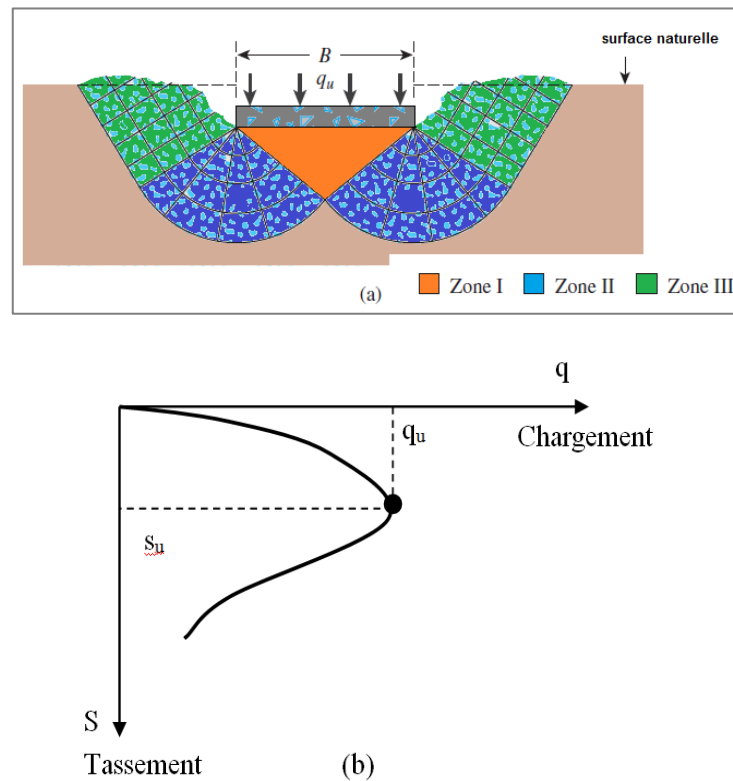 surface naturelle
B
qu
(a) Zone I Zone II Zone III
q
qu
Chargement
su
S
Tassement
(b)